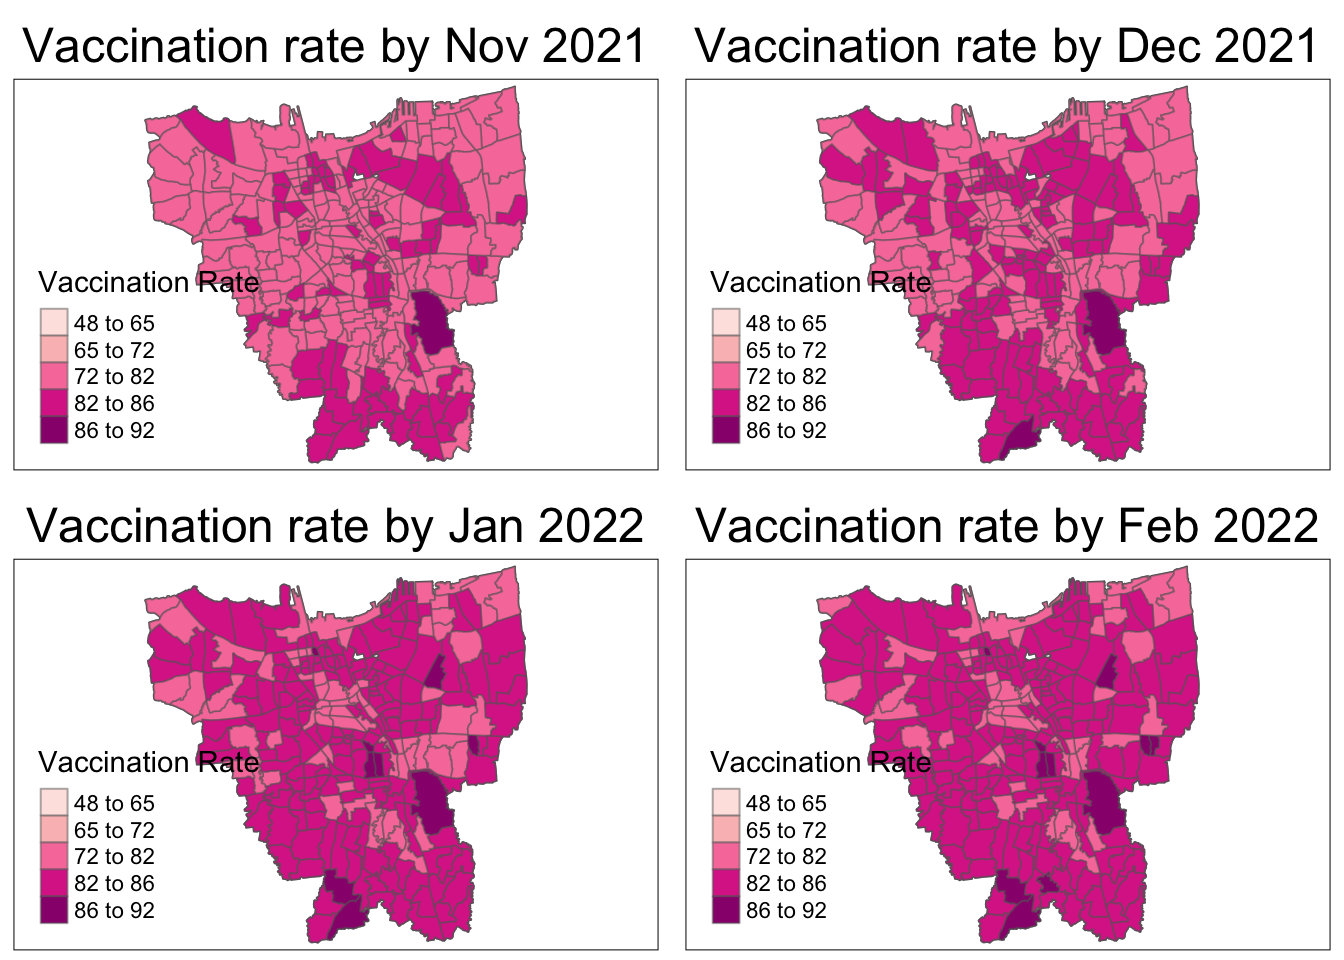 Vaccination rate by Nov 2021
Vaccination Rate
48 to 65
65 to 72
72 to 82
82 to 86
86 to 92
Vaccination rate by Dec 2021
Vaccination Rate
48 to 65
65 to 72
72 to 82
82 to 86
86 to 92
Vaccination rate by Jan 2022
Vaccination Rate
48 to 65
65 to 72
72 to 82
82 to 86
86 to 92
Vaccination rate by Feb 2022
Vaccination Rate
48 to 65
65 to 72
72 to 82
82 to 86
86 to 92